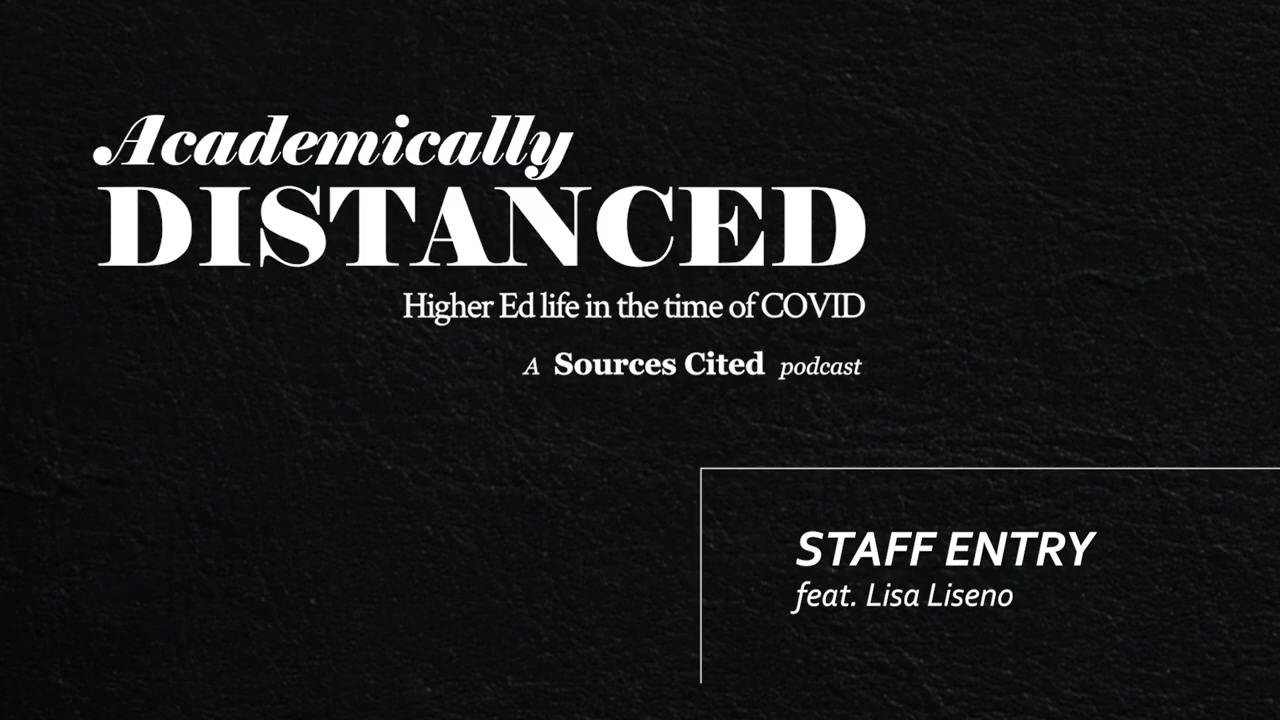 Academically
DISTANCED
Higher Ed life in the time of COVID
A Sources Cited podcast
STAFF ENTRY
feat. Lisa Liseno